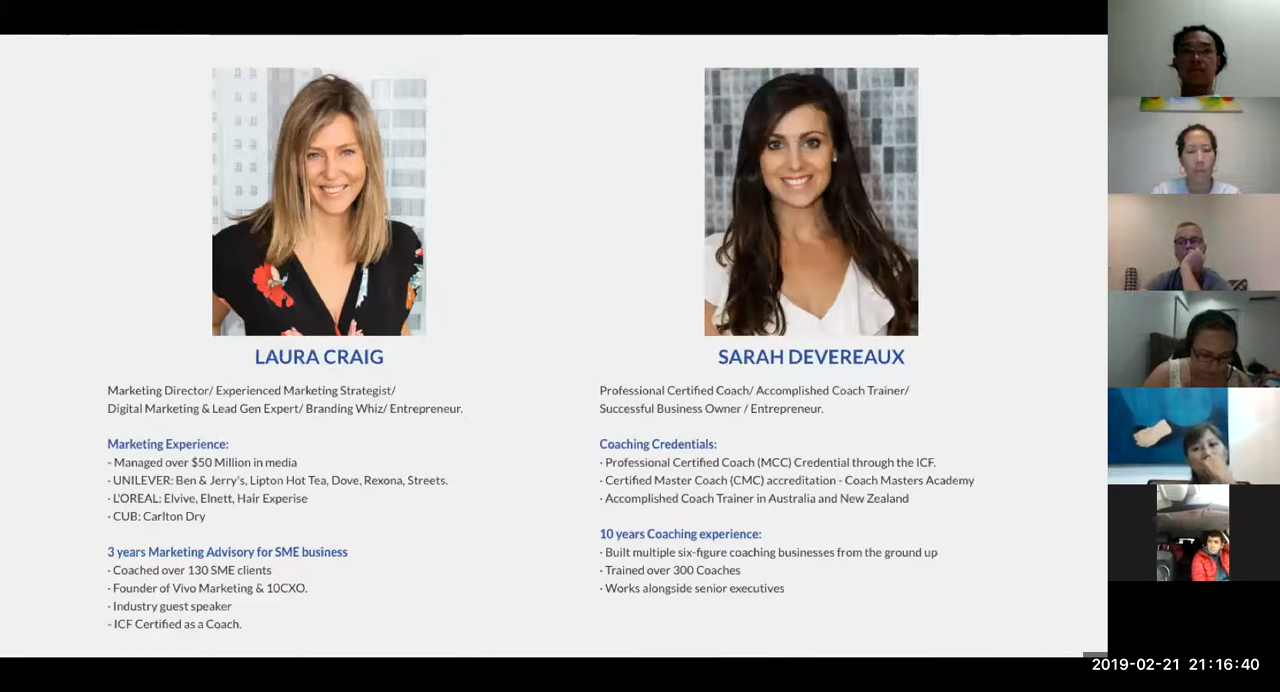 LAURA CRAIG
Marketing Director/ Experienced Marketing Strategist/
Digital Marketing & Lead Gen Expert/ Branding Whiz/ Entrepreneur.
Marketing Experience:
- Managed over $50 Million in media
· UNILEVER: Ben & Jerry's, Lipton Hot Tea, Dove, Rexona, Streets.
· L'OREAL: Elvive, Elnett, Hair Experise
· CUB: Carlton Dry
3 years Marketing Advisory for SME business
· Coached over 130 SME clients
· Founder of Vivo Marketing & 10CXO.
· Industry guest speaker
- ICF Certified as a Coach.
SARAH DEVEREAUX
Professional Certified Coach/ Accomplished Coach Trainer/
Successful Business Owner / Entrepreneur.
Coaching Credentials:
· Professional Certified Coach (MCC) Credential through the ICF.
· Certified Master Coach (CMC) accreditation - Coach Masters Academy
· Accomplished Coach Trainer in Australia and New Zealand
10 years Coaching experience:
· Built multiple six-figure coaching businesses from the ground up
· Trained over 300 Coaches
· Works alongside senior executives
2019-02-21 21:16:40